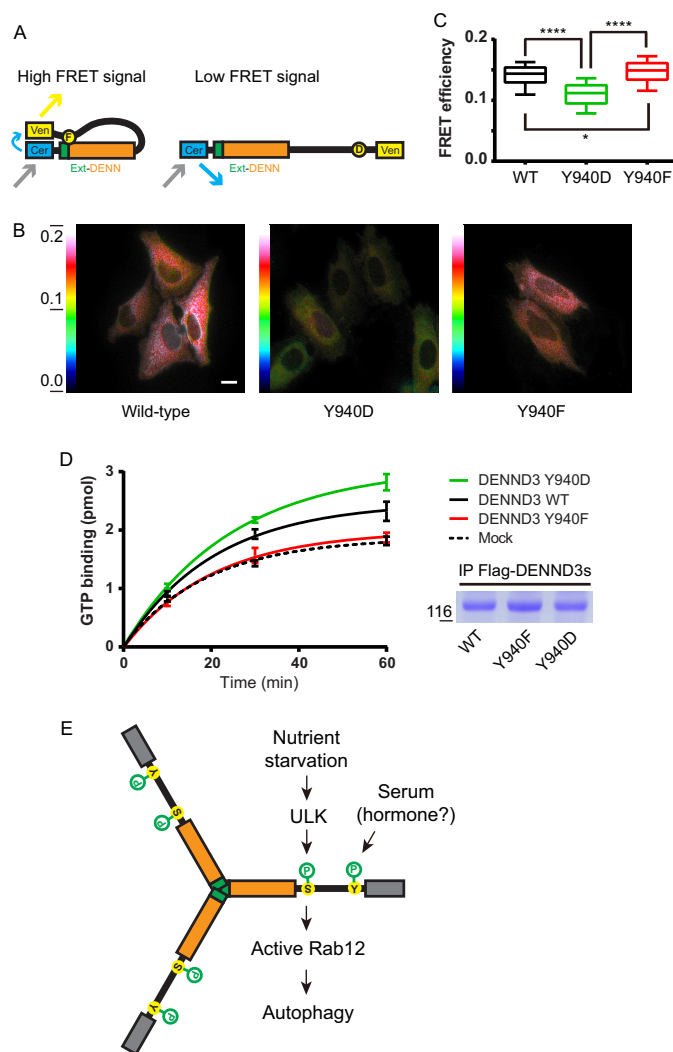 A
High FRET signal
Low FRET signal
Ven
F
Cer
Ext-DENN
Cer
D
Ven
Ext-DENN
C
FRET efficiency
0.2
0.1
0.0
****
****
*
WT
Y940D
Y940F
B
0.2
0.1
0.0
Wild-type
Y940D
Y940F
D
GTP binding (pmol)
3
2
1
0
0
20
40
60
Time (min)
DENND3 Y940D
DENND3 WT
DENND3 Y940F
Mock
IP Flag-DENND3s
116
WT
Y940F
Y940D
E
Nutrient
starvation
ULK
Serum
(hormone?)
P
P
S
Y
Y
P
S
P
S
P
Y
P
Active Rab12
Autophagy